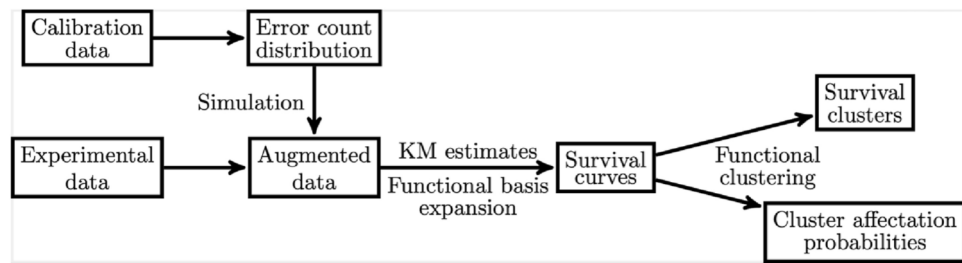 Calibration
data
Error count
distribution
Simulation
Experimental
data
Augmented
data
KM estimates
Functional basis
expansion
Survival
curves
Survival
clusters
Functional
clustering
Cluster affectation
probabilities